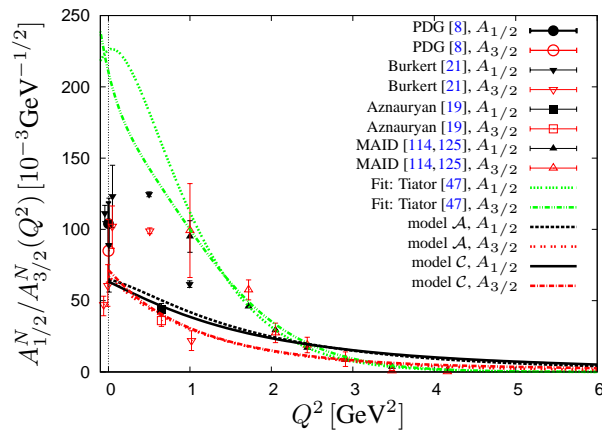 250
200
150
100
50
0
0
1
2
3
4
5
6
A^N_{1/2}/A^N_{3/2}(Q^2) [10^{-3}GeV^{-1/2}]
Q^2 [GeV^2]
PDG [8], A_{1/2}
PDG [8], A_{3/2}
Burkert [21], A_{1/2}
Burkert [21], A_{3/2}
Aznauryan [19], A_{1/2}
Aznauryan [19], A_{3/2}
MAID [114,125], A_{1/2}
MAID [114,125], A_{3/2}
Fit: Tiator [47], A_{1/2}
Fit: Tiator [47], A_{3/2}
model 𝒜, A_{1/2}
model 𝒜, A_{3/2}
model 𝒞, A_{1/2}
model 𝒞, A_{3/2}